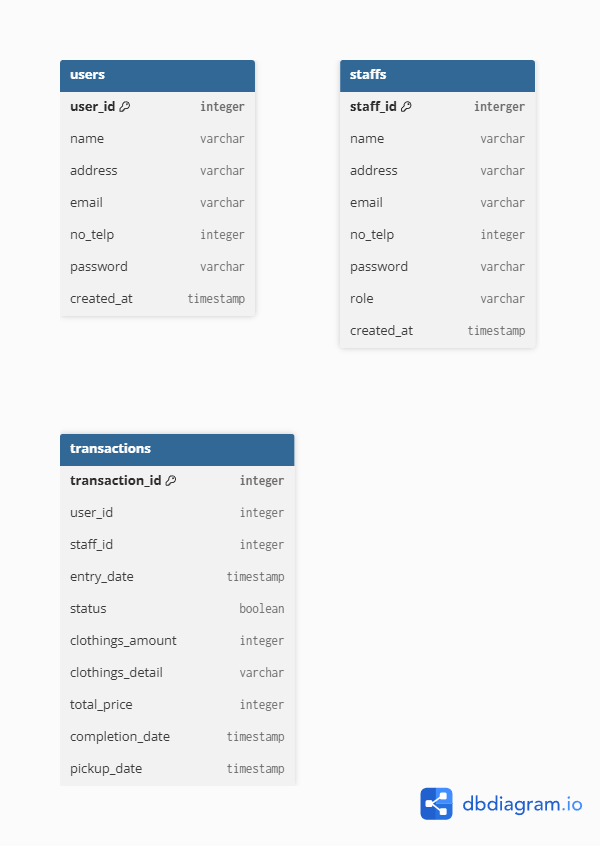 users
user_id integer
name varchar
address varchar
email varchar
no_telp integer
password varchar
created_at timestamp
staffs
staff_id interger
name varchar
address varchar
email varchar
no_telp integer
password varchar
role varchar
created_at timestamp
transactions
transaction_id integer
user_id integer
staff_id integer
entry_date timestamp
status boolean
clothings_amount integer
clothings_detail varchar
total_price integer
completion_date timestamp
pickup_date timestamp
dbdiagram.io